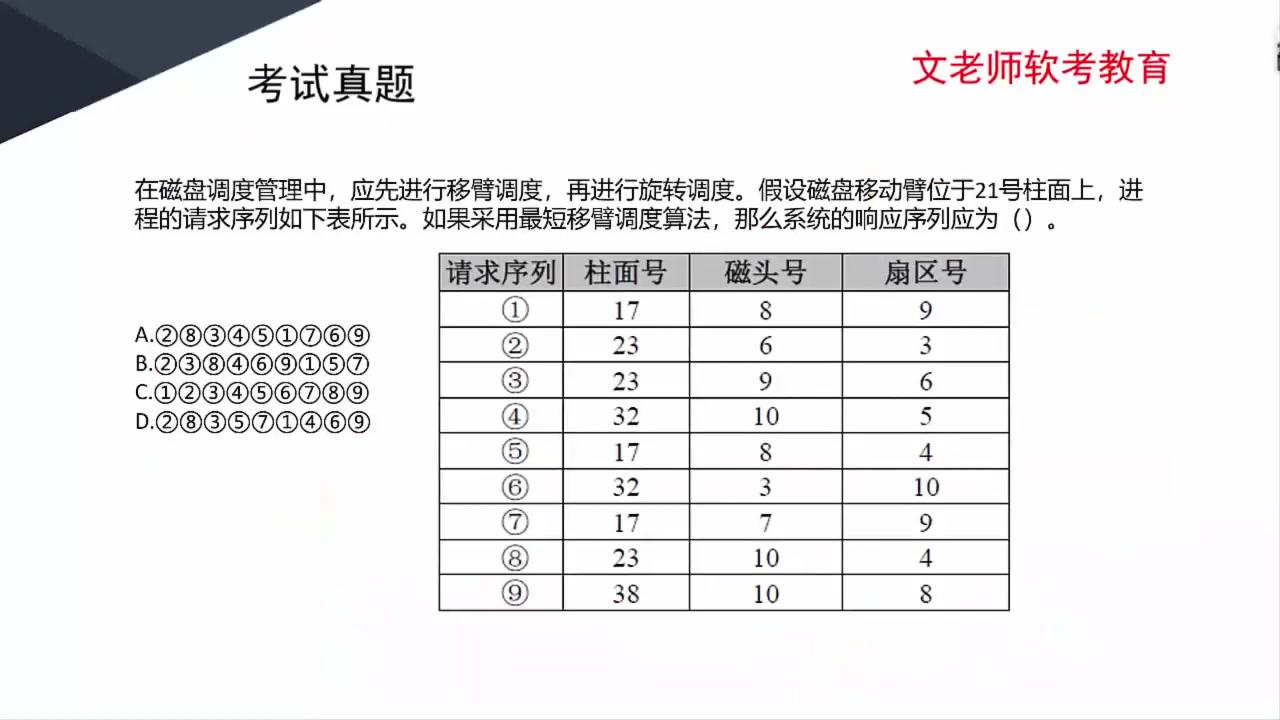 考试真题
文老师软考教育
在磁盘调度管理中，应先进行移臂调度，再进行旋转调度。假设磁盘移动臂位于21号柱面上，进
程的请求序列如下表所示。如果采用最短移臂调度算法，那么系统的响应序列应为（）。
A.②⑧③④⑤①⑦⑥⑨
B.②③⑧④⑥⑨①⑤⑦
C.①②③④⑤⑥⑦⑧⑨
D.②⑧③⑤⑦①④⑥⑨
请求序列 柱面号 磁头号 扇区号
① 17 8 9
② 23 6 3
③ 23 9 6
④ 32 10 5
⑤ 17 8 4
⑥ 32 3 10
⑦ 17 7 9
⑧ 23 10 4
⑨ 38 10 8